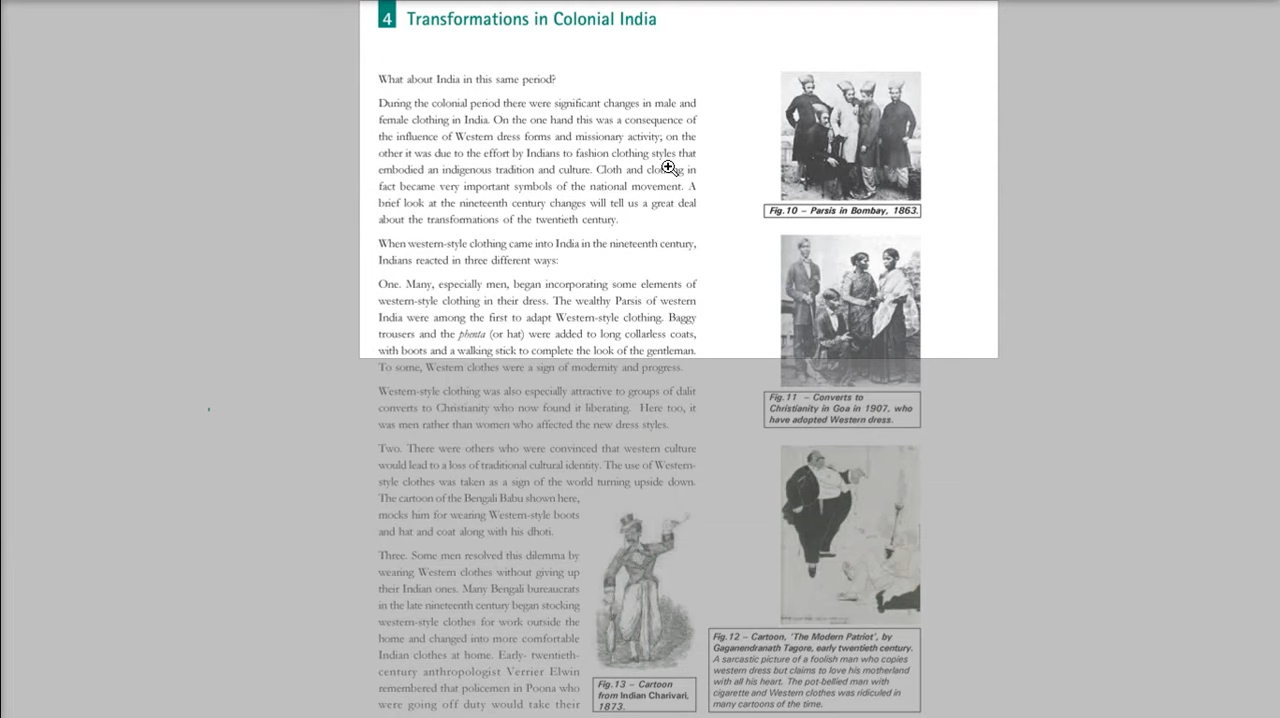 4 Transformations in Colonial India
What about India in this same period?
During the colonial period there were significant changes in male and
female clothing in India. On the one hand this was a consequence of
the influence of Western dress forms and missionary activity; on the
other it was due to the effort by Indians to fashion clothing styles that
embodied an indigenous tradition and culture. Cloth and clothing in
fact became very important symbols of the national movement. A
brief look at the nineteenth century changes will tell us a great deal
about the transformations of the twentieth century.
When western-style clothing came into India in the nineteenth century,
Indians reacted in three different ways:
One. Many, especially men, began incorporating some elements of
western-style clothing in their dress. The wealthy Parsis of western
India were among the first to adapt Western-style clothing. Baggy
trousers and the phenta (or hat) were added to long collarless coats,
with boots and a walking stick to complete the look of the gentleman.
To some, Western clothes were a sign of modernity and progress.
Western-style clothing was also especially attractive to groups of dalit
converts to Christianity who now found it liberating. Here too, it
was men rather than women who affected the new dress styles.
Two. There were others who were convinced that western culture
would lead to a loss of traditional cultural identity. The use of Western-
style clothes was taken as a sign of the world turning upside down.
The cartoon of the Bengali Babu shown here,
mocks him for wearing Western-style boots
and hat and coat along with his dhoti.
Three. Some men resolved this dilemma by
wearing Western clothes without giving up
their Indian ones. Many Bengali bureaucrats
in the late nineteenth century began stocking
western-style clothes for work outside the
home and changed into more comfortable
Indian clothes at home. Early- twentieth-
century anthropologist Verrier Elwin
remembered that policemen in Poona who
were going off duty would take their
Fig.10 – Parsis in Bombay, 1863.
Fig.11 – Converts to
Christianity in Goa in 1907, who
have adopted Western dress.
Fig.12 – Cartoon, 'The Modern Patriot', by
Gaganendranath Tagore, early twentieth century.
A sarcastic picture of a foolish man who copies
western dress but claims to love his motherland
with all his heart. The pot-bellied man with
cigarette and Western clothes was ridiculed in
many cartoons of the time.
Fig.13 – Cartoon
from Indian Charivari,
1873.